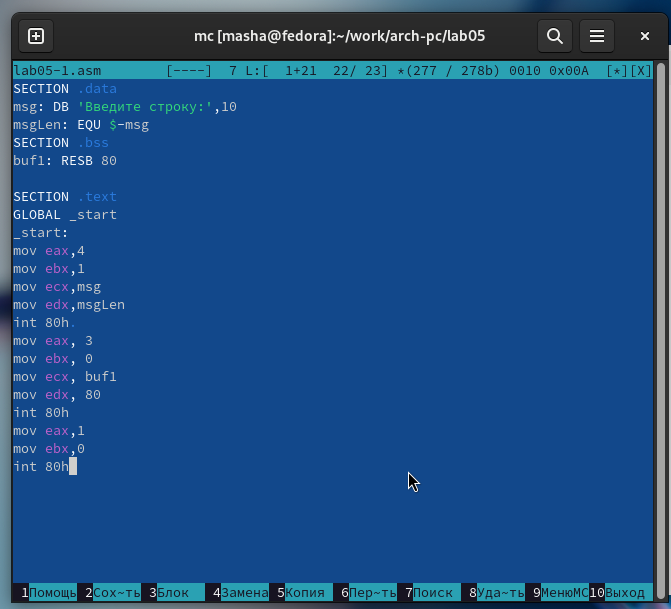 mc [masha@fedora]:~/work/arch-pc/lab05
lab05-1.asm [----] 7 L:[ 1+21 22/ 23] *(277 / 278b) 0010 0x00A [*][X]
SECTION .data
msg: DB 'Введите строку:',10
msgLen: EQU $-msg
SECTION .bss
buf1: RESB 80
SECTION .text
GLOBAL _start
_start:
mov eax,4
mov ebx,1
mov ecx,msg
mov edx,msgLen
int 80h.
mov eax, 3
mov ebx, 0
mov ecx, buf1
mov edx, 80
int 80h
mov eax,1
mov ebx,0
int 80h
1Помощь 2Сох~ть 3Блок 4Замена 5Копия 6Пер~ть 7Поиск 8Уда~ть 9МенюMC 10Выход